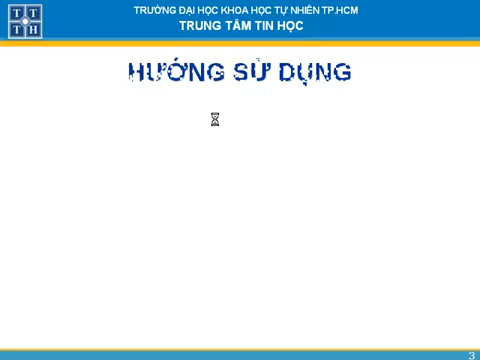 TRƯỜNG ĐẠI HỌC KHOA HỌC TỰ NHIÊN TP.HCM
TRUNG TÂM TIN HỌC
T T
T H
HƯỚNG SỬ DỤNG
3